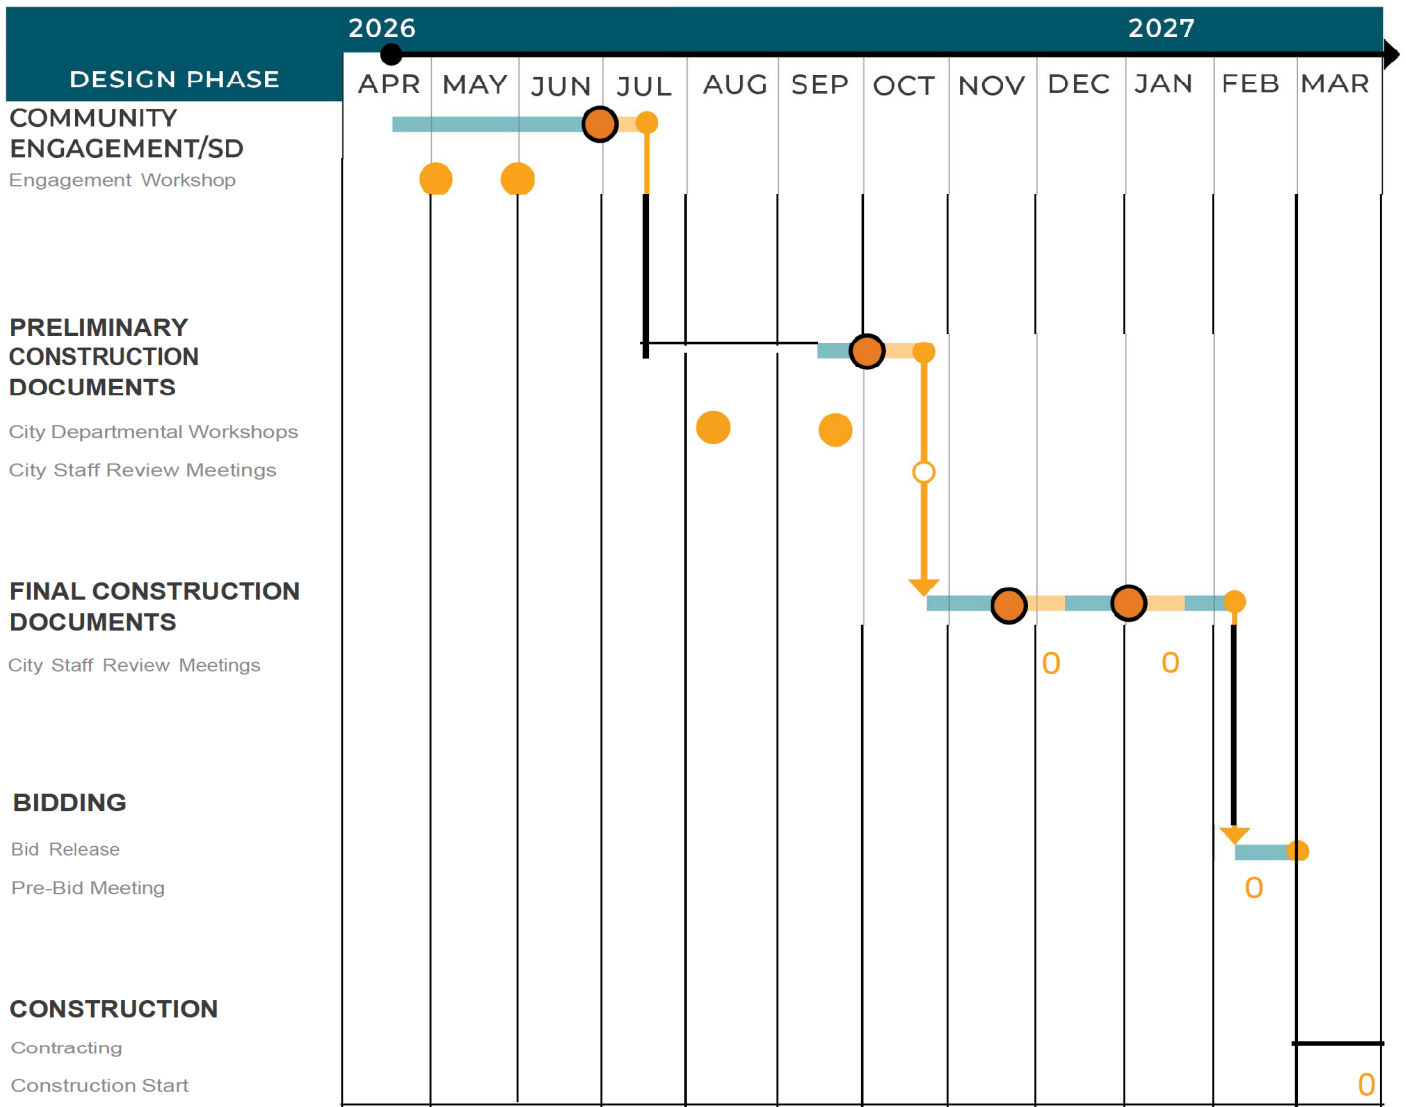 2026 2027
DESIGN PHASE APR MAY JUN JUL AUG SEP OCT NOV DEC JAN FEB MAR
COMMUNITY
ENGAGEMENT/SD
Engagement Workshop
PRELIMINARY
CONSTRUCTION
DOCUMENTS
City Departmental Workshops
City Staff Review Meetings
FINAL CONSTRUCTION
DOCUMENTS
City Staff Review Meetings 0 0
BIDDING
Bid Release
Pre-Bid Meeting 0
CONSTRUCTION
Contracting
Construction Start 0